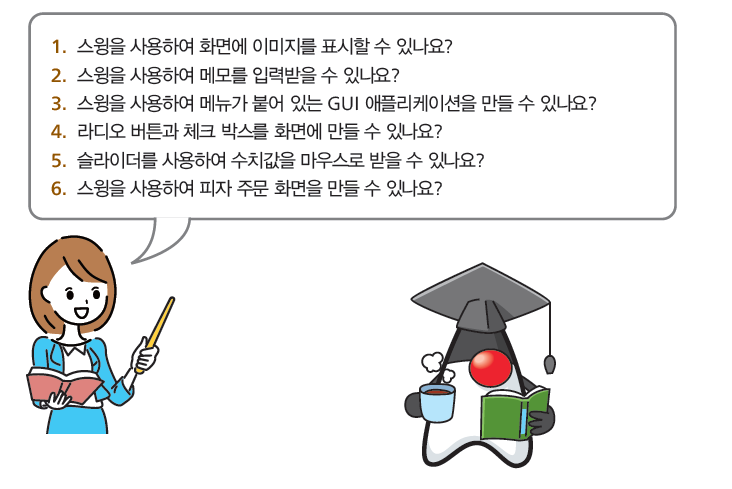 1. 스윙을 사용하여 화면에 이미지를 표시할 수 있나요?
2. 스윙을 사용하여 메모를 입력받을 수 있나요?
3. 스윙을 사용하여 메뉴가 붙어 있는 GUI 애플리케이션을 만들 수 있나요?
4. 라디오 버튼과 체크 박스를 화면에 만들 수 있나요?
5. 슬라이더를 사용하여 수치값을 마우스로 받을 수 있나요?
6. 스윙을 사용하여 피자 주문 화면을 만들 수 있나요?